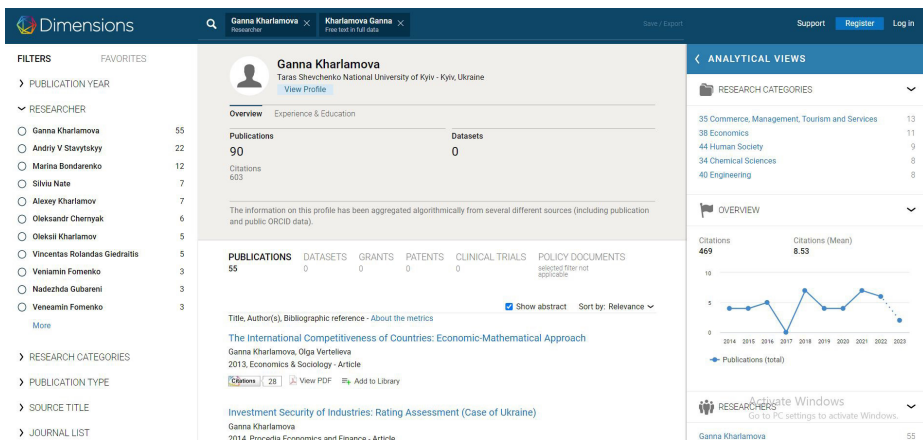 Dimensions
Ganna Kharlamova ×
Researcher
Kharlamova Ganna ×
Free text in full data
Save / Export
Support
Register
Log in
FILTERS
FAVORITES
PUBLICATION YEAR
RESEARCHER
Ganna Kharlamova 55
Andriy V Stavytskyy 22
Marina Bondarenko 12
Silviu Nate 7
Alexey Kharlamov 7
Oleksandr Chernyak 6
Oleksii Kharlamov 5
Vincentas Rolandas Giedraitis 5
Veniamin Fomenko 3
Nadezhda Gubareni 3
Veneamin Fomenko 3
More
RESEARCH CATEGORIES
PUBLICATION TYPE
SOURCE TITLE
JOURNAL LIST
Ganna Kharlamova
Taras Shevchenko National University of Kyiv - Kyiv, Ukraine
View Profile
Overview
Experience & Education
Publications
90
Citations
603
Datasets
0
The information on this profile has been aggregated algorithmically from several different sources (including publication
and public ORCID data).
PUBLICATIONS
55
DATASETS
0
GRANTS
0
PATENTS
0
CLINICAL TRIALS
0
POLICY DOCUMENTS
selected filter not
applicable
Show abstract
Sort by: Relevance
Title, Author(s), Bibliographic reference - About the metrics
The International Competitiveness of Countries: Economic-Mathematical Approach
Ganna Kharlamova, Olga Vertelieva
2013, Economics & Sociology - Article
Citations 28 View PDF Add to Library
Investment Security of Industries: Rating Assessment (Case of Ukraine)
Ganna Kharlamova
2014, Procedia Economics and Finance - Article
ANALYTICAL VIEWS
RESEARCH CATEGORIES
35 Commerce, Management, Tourism and Services 13
38 Economics 11
44 Human Society 9
34 Chemical Sciences 8
40 Engineering 8
OVERVIEW
Citations
469
Citations (Mean)
8.53
10
5
0
2014 2015 2016 2017 2018 2019 2020 2021 2022 2023
Publications (total)
RESEARCHERS
Activate Windows
Go to PC settings to activate Windows.
Ganna Kharlamova 55